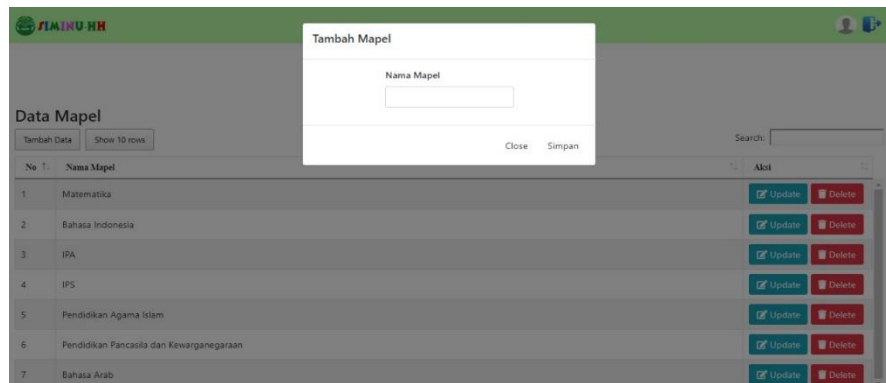 SIMINU-HH
Tambah Mapel
Nama Mapel
Close Simpan
Data Mapel
Tambah Data Show 10 rows Search:
No Nama Mapel Aksi
1 Matematika Update Delete
2 Bahasa Indonesia Update Delete
3 IPA Update Delete
4 IPS Update Delete
5 Pendidikan Agama Islam Update Delete
6 Pendidikan Pancasila dan Kewarganegaraan Update Delete
7 Bahasa Arab Update Delete